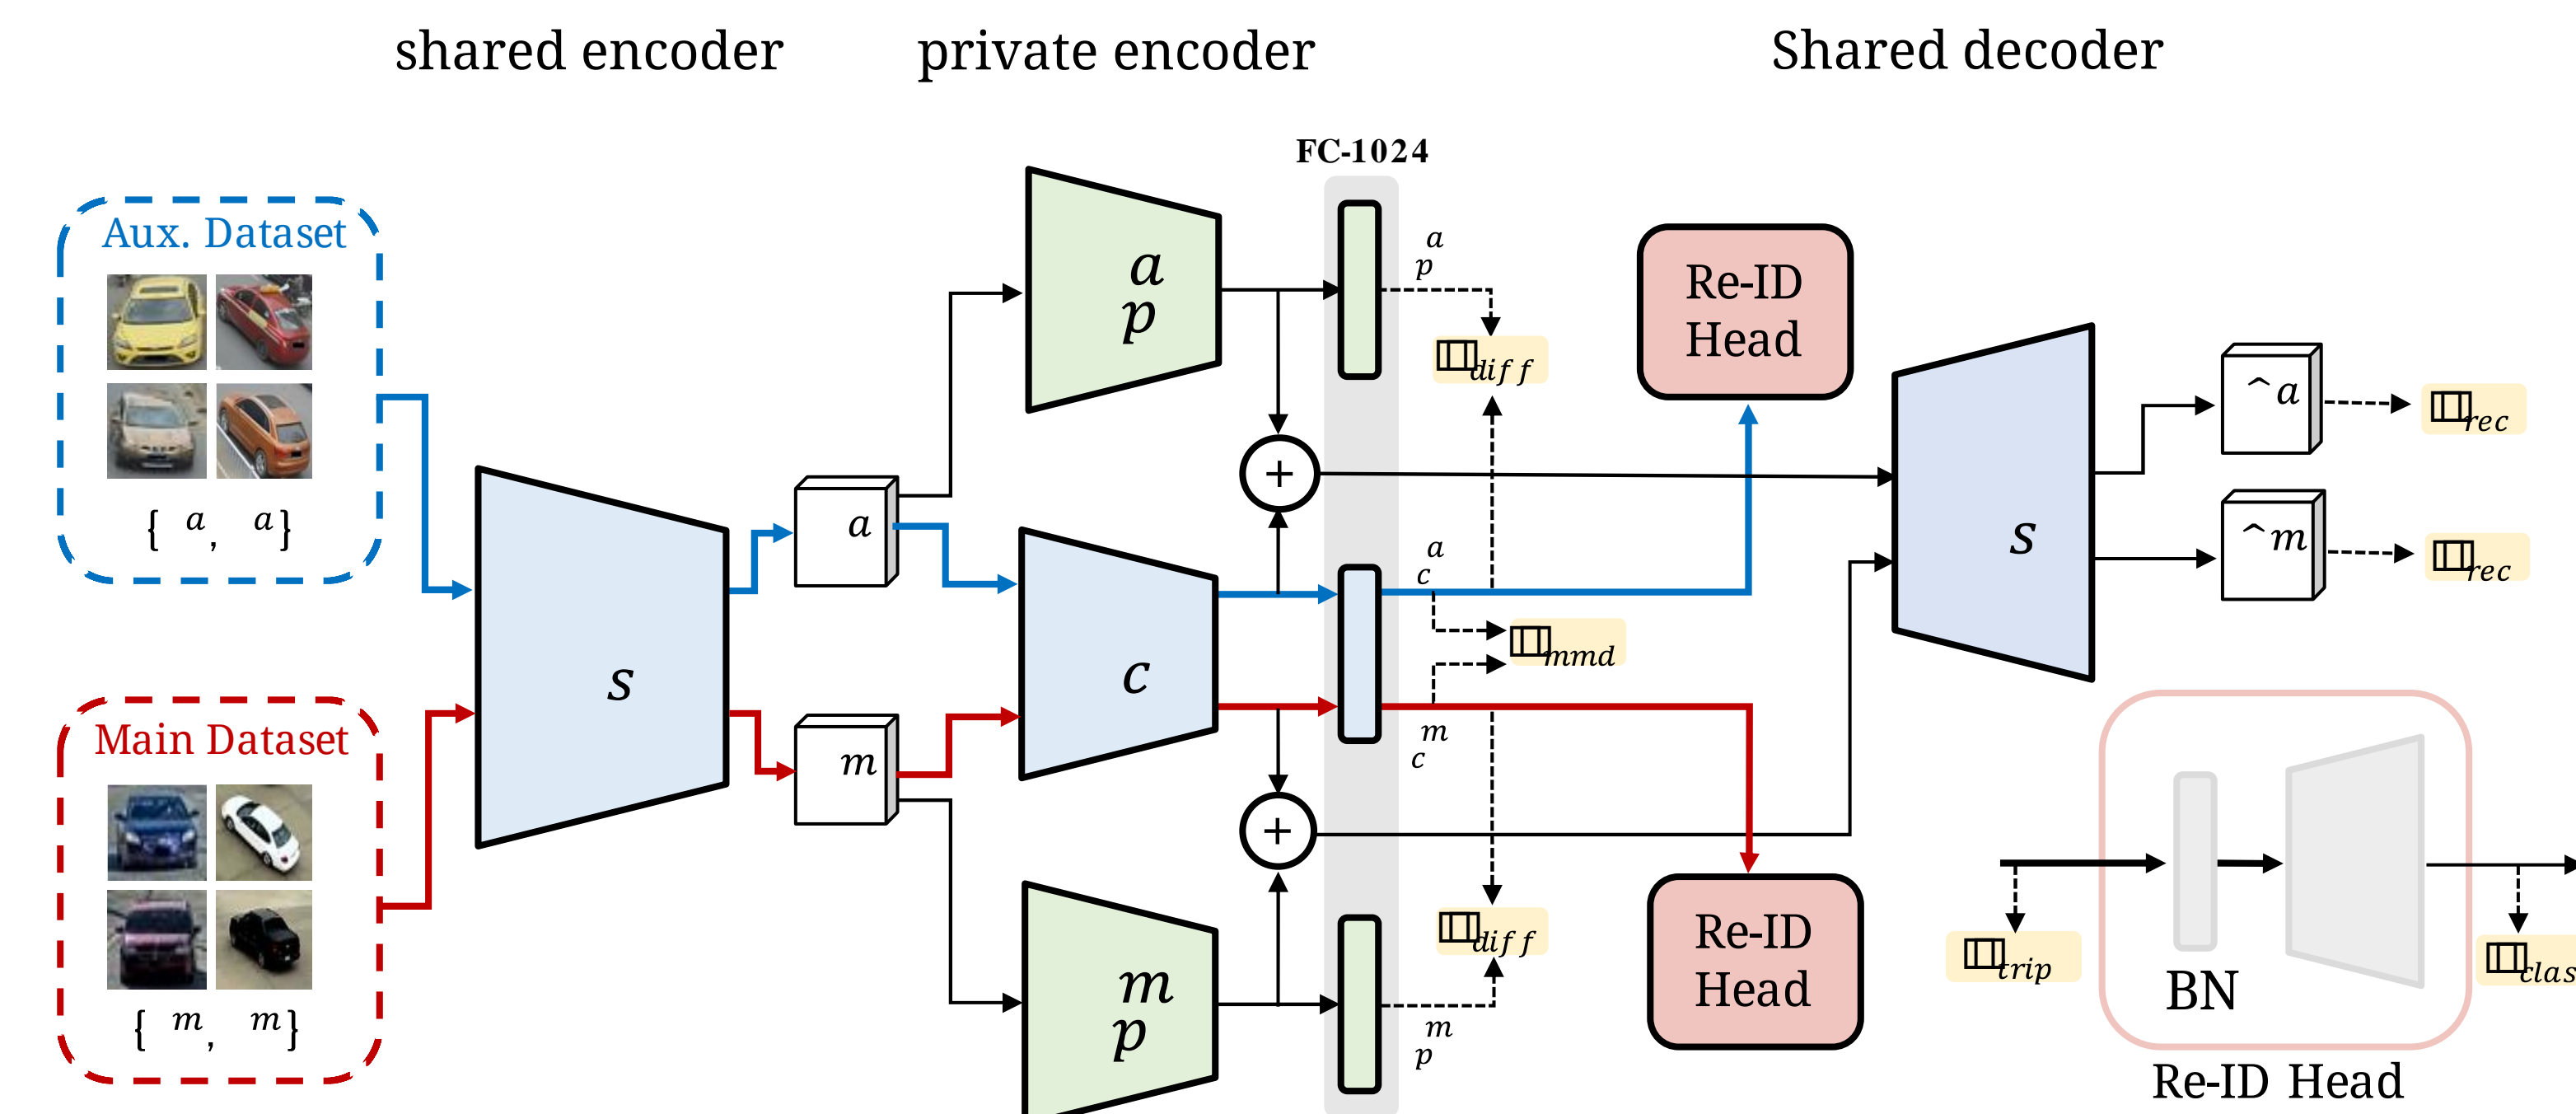 shared encoder
private encoder
Shared decoder
FC-1024
Aux. Dataset
{ a, a}
Main Dataset
{ m, m}
s
a
m
a
p
c
m
p
+
+
a
p
a
c
m
c
m
p
diff
mmd
diff
Re-ID
Head
Re-ID
Head
s
^a
^m
rec
rec
trip
BN
clas
Re-ID Head